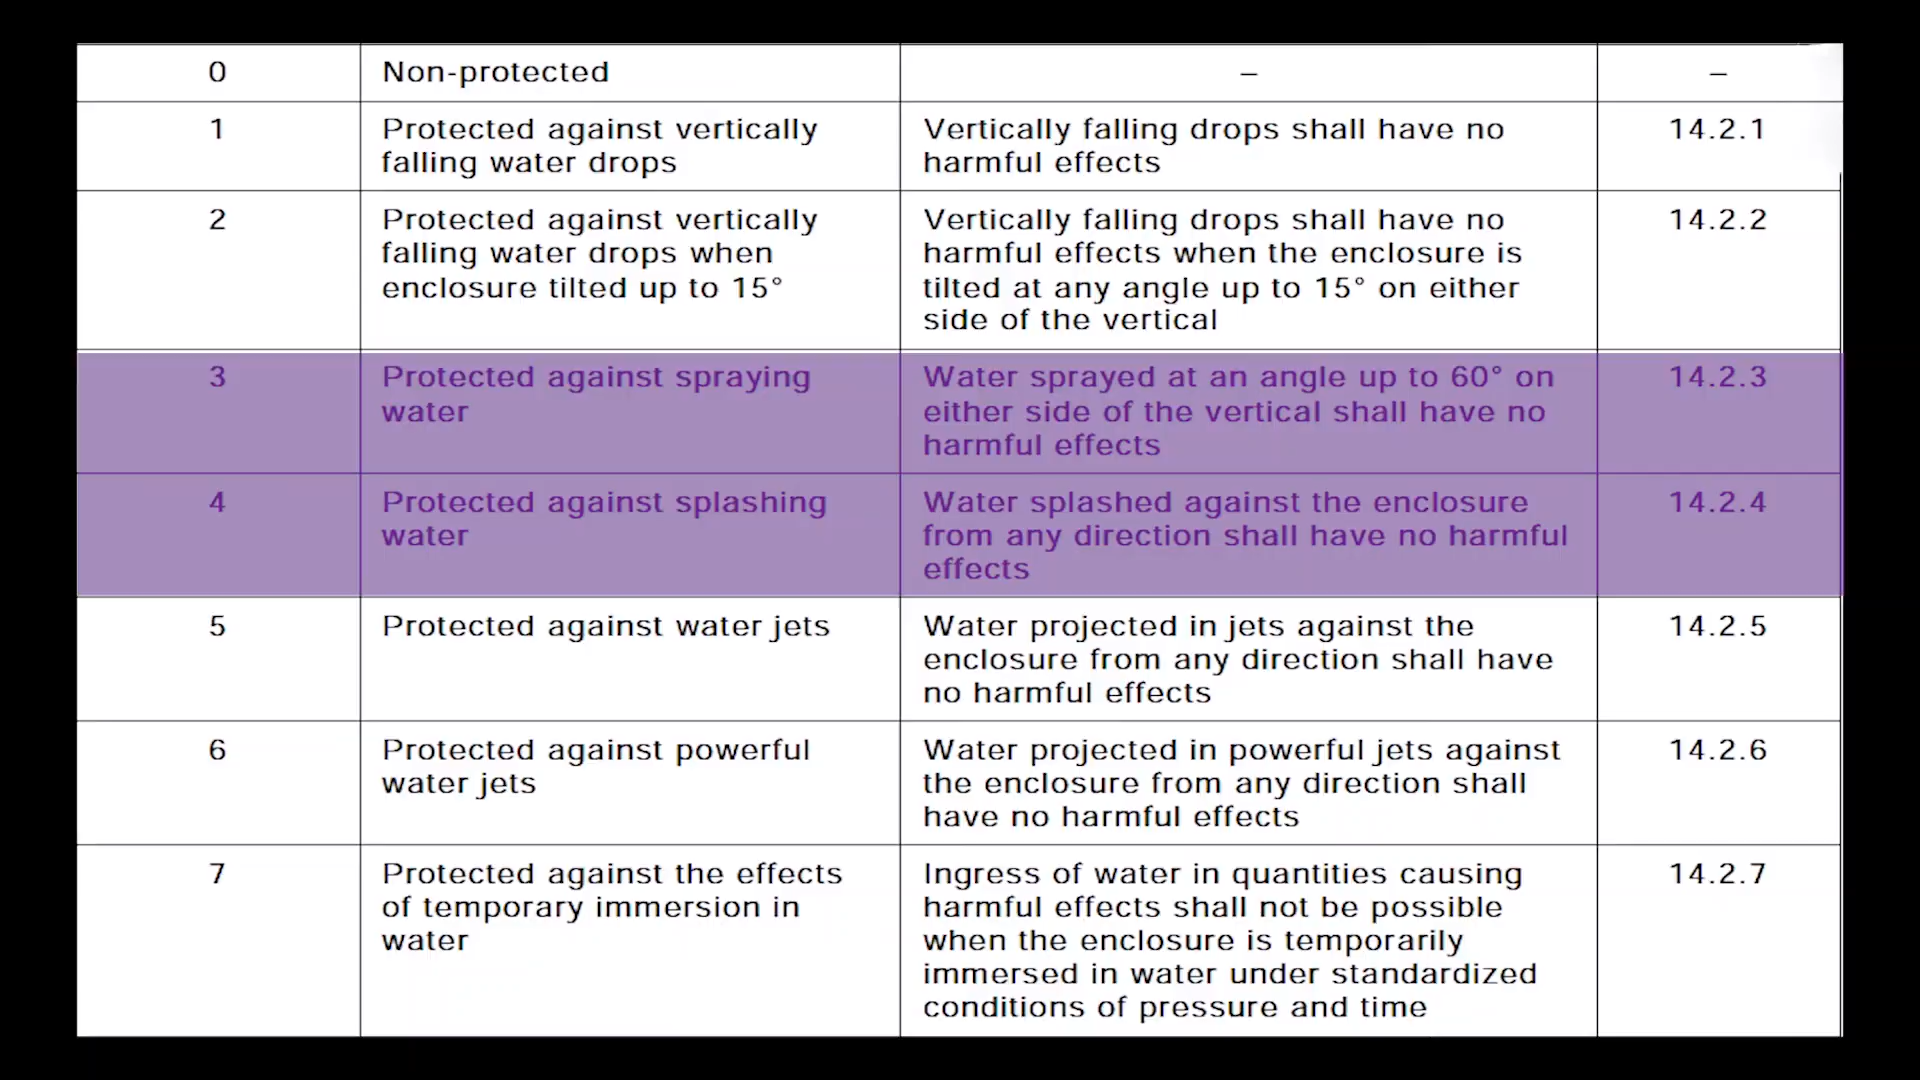 0 Non-protected – –
1 Protected against vertically Vertically falling drops shall have no 14.2.1
falling water drops harmful effects
2 Protected against vertically Vertically falling drops shall have no 14.2.2
falling water drops when harmful effects when the enclosure is
enclosure tilted up to 15° tilted at any angle up to 15° on either
side of the vertical
3 Protected against spraying Water sprayed at an angle up to 60° on 14.2.3
water either side of the vertical shall have no
harmful effects
4 Protected against splashing Water splashed against the enclosure 14.2.4
water from any direction shall have no harmful
effects
5 Protected against water jets Water projected in jets against the 14.2.5
enclosure from any direction shall have
no harmful effects
6 Protected against powerful Water projected in powerful jets against 14.2.6
water jets the enclosure from any direction shall
have no harmful effects
7 Protected against the effects Ingress of water in quantities causing 14.2.7
of temporary immersion in harmful effects shall not be possible
water when the enclosure is temporarily
immersed in water under standardized
conditions of pressure and time